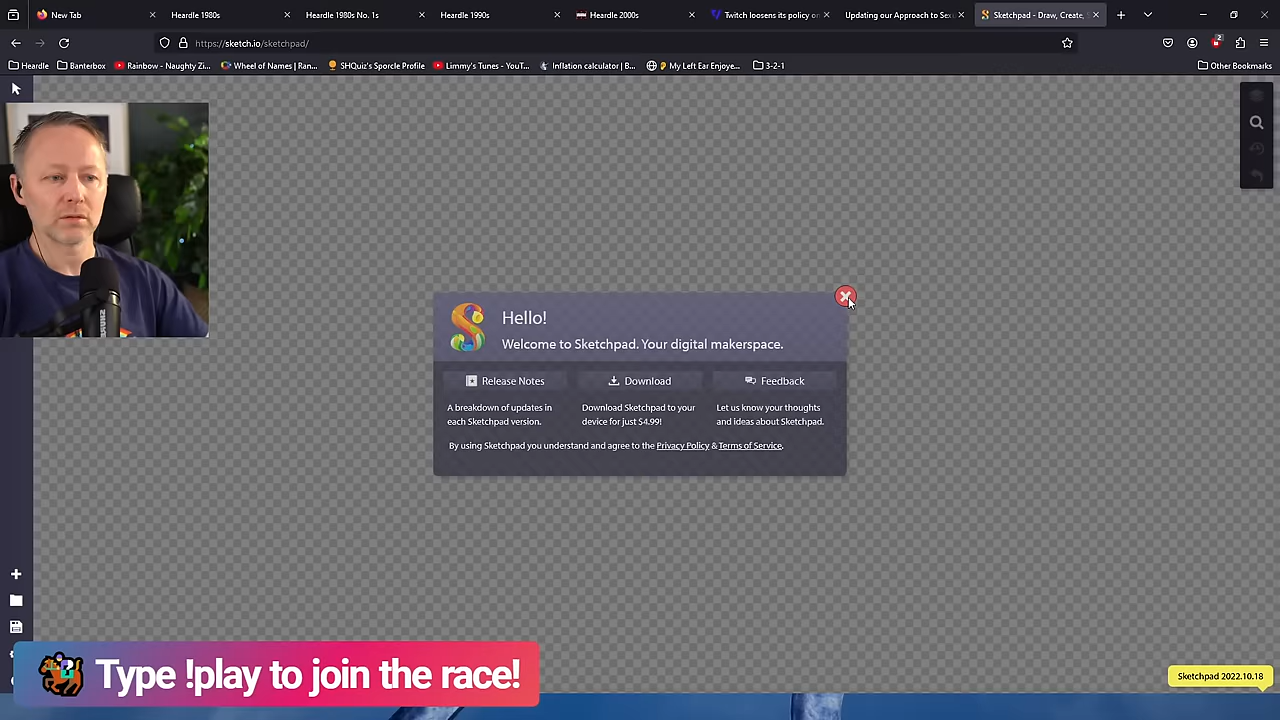 New Tab
Heardle 1980s
Heardle 1980s No. 1s
Heardle 1990s
Heardle 2000s
Twitch loosens its policy on
Updating our Approach to Sex
Sketchpad - Draw, Create, S
https://sketch.io/sketchpad/
2
Heardle
Banterbox
Rainbow - Naughty Zi...
Wheel of Names | Ran...
SHQuiz's Sporcle Profile
Limmy's Tunes - YouT...
Inflation calculator | B...
My Left Ear Enjoye...
3-2-1
Other Bookmarks
Hello!
Welcome to Sketchpad. Your digital makerspace.
Release Notes
Download
Feedback
A breakdown of updates in
each Sketchpad version.
Download Sketchpad to your
device for just $4.99!
Let us know your thoughts
and ideas about Sketchpad.
By using Sketchpad you understand and agree to the Privacy Policy & Terms of Service.
Type !play to join the race!
Sketchpad 2022.10.18